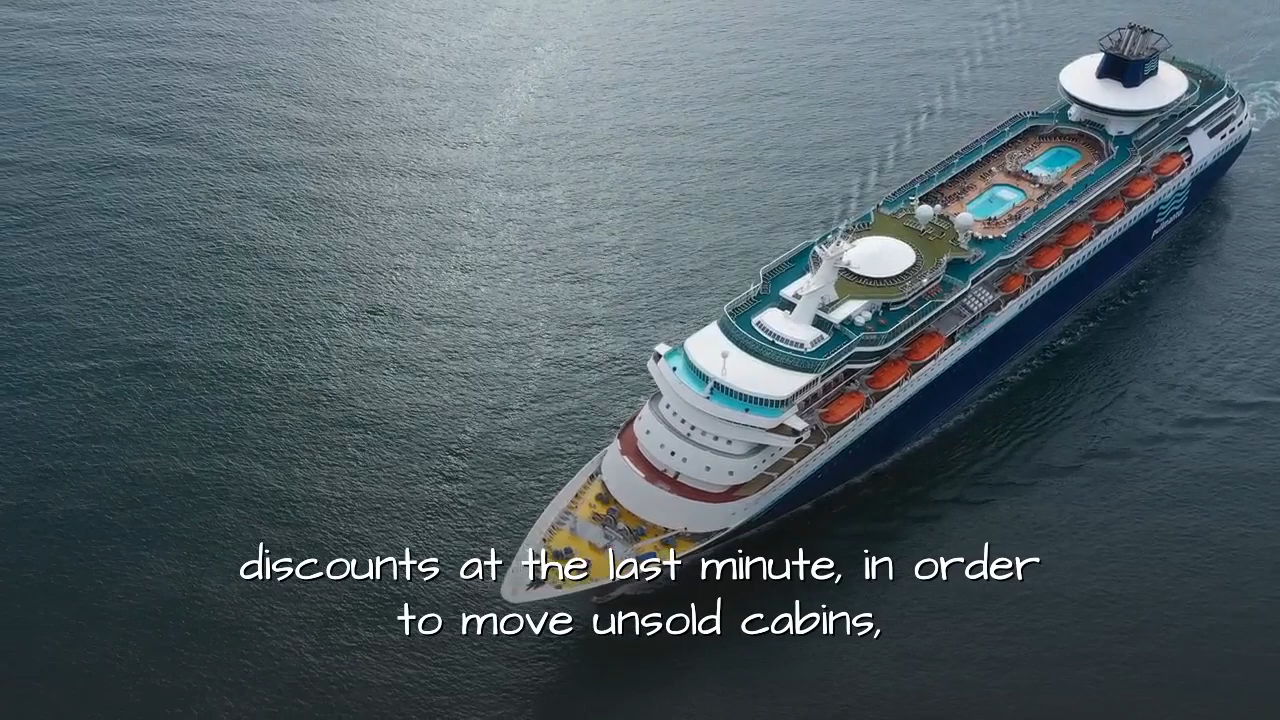 discounts at the last minute, in order
to move unsold cabins,